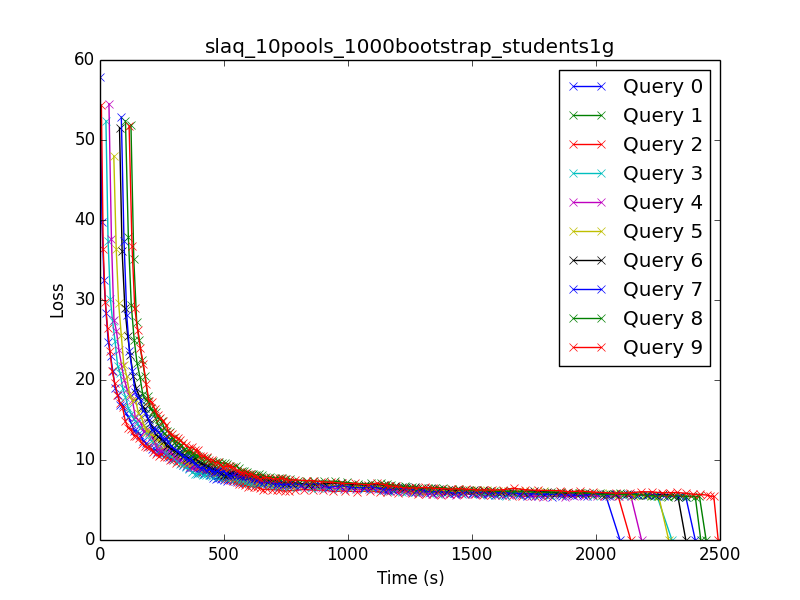 slaq_10pools_1000bootstrap_students1g
60
50
40
30
20
10
0
Loss
0
500
1000
1500
2000
2500
Time (s)
Query 0
Query 1
Query 2
Query 3
Query 4
Query 5
Query 6
Query 7
Query 8
Query 9